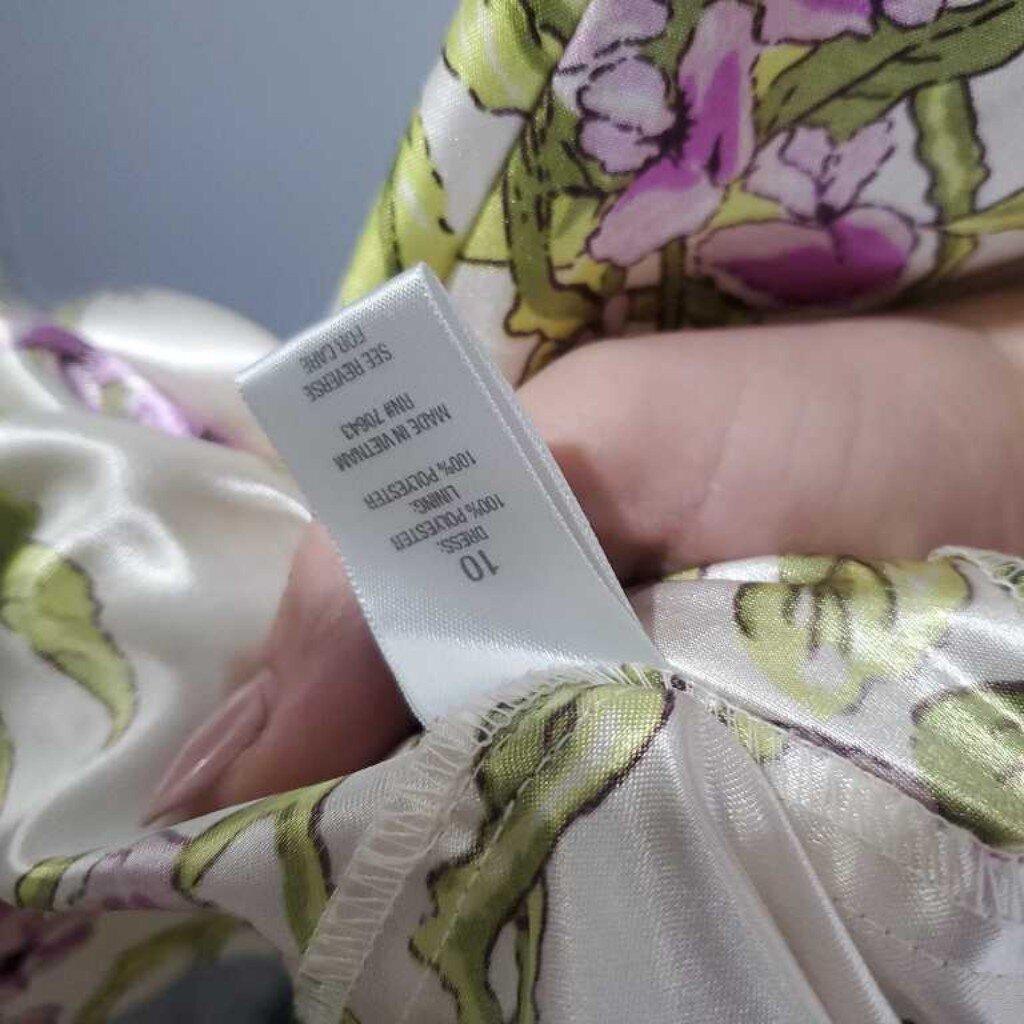 10
DRESS:
100% POLYESTER
LINING:
100% POLYESTER
MADE IN VIETNAM
RN# 70643
SEE REVERSE
FOR CARE